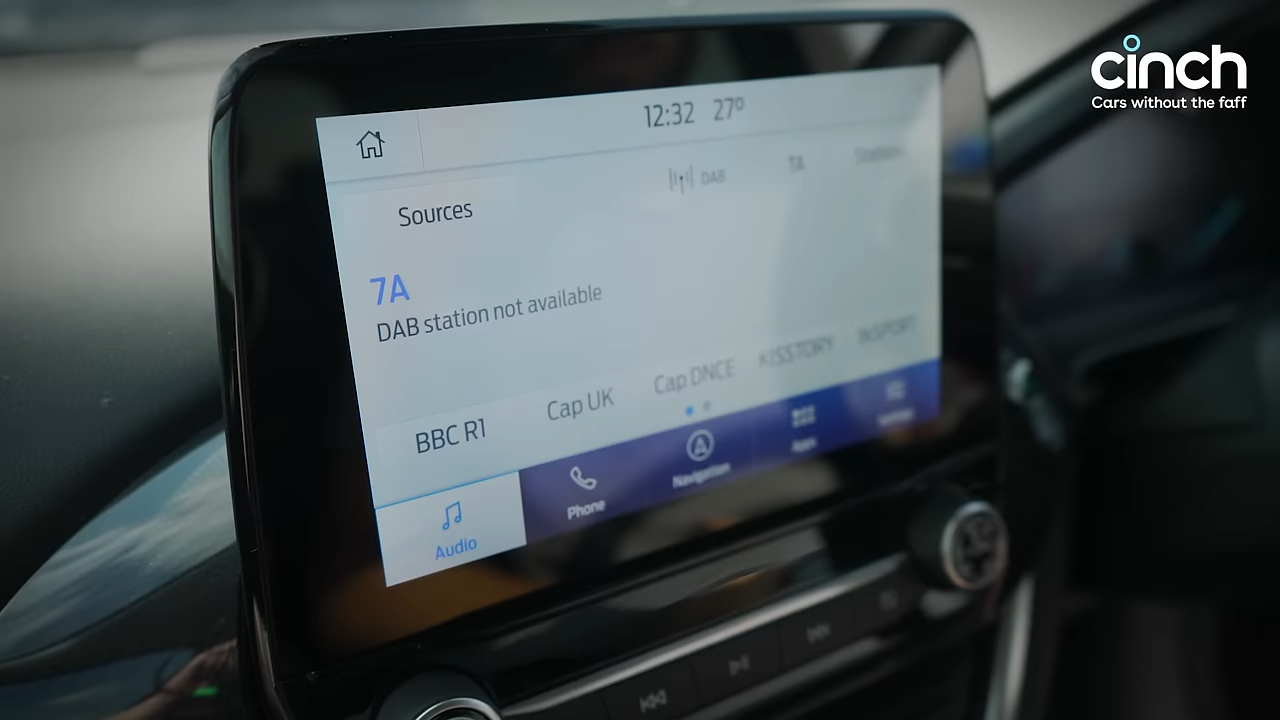 cinch
Cars without the faff
12:32 27°
DAB TA Station
Sources
7A
DAB station not available
BBC R1 Cap UK Cap DNCE KISSTORY
Audio Phone Navigation Apps